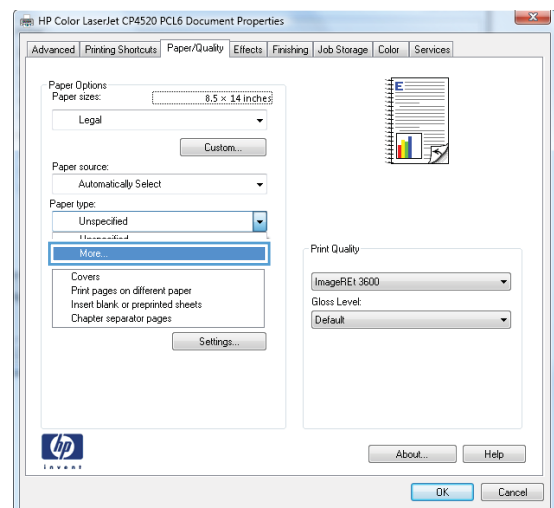 HP Color LaserJet CP4520 PCL6 Document Properties
Advanced Printing Shortcuts Paper/Quality Effects Finishing Job Storage Color Services
Paper Options
Paper sizes: 8.5 × 14 inches
Legal
Custom...
Paper source:
Automatically Select
Paper type:
Unspecified
Unspecified
More...
Covers
Print pages on different paper
Insert blank or preprinted sheets
Chapter separator pages
Settings...
E
Print Quality
ImageREt 3600
Gloss Level:
Default
hp
invent
About... Help
OK Cancel